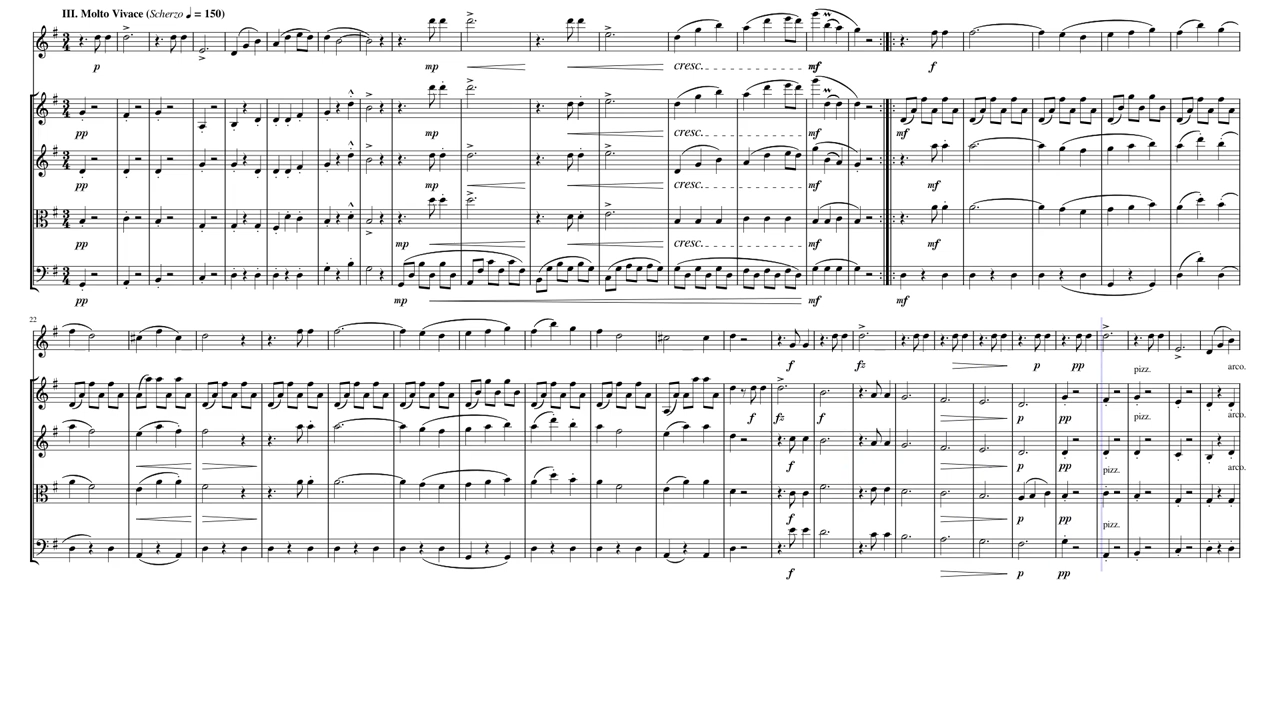 III. Molto Vivace (Scherzo ♩ = 150)
p mp cresc. mf f
pp mp cresc. mf mf
pp mp cresc. mf mf
pp mp cresc. mf mf
pp mp mf mf
22
f fz p pp
pizz. arco.
f fz f p pp
pizz. arco.
f p pp
pizz. arco.
f p pp
pizz.
f p pp